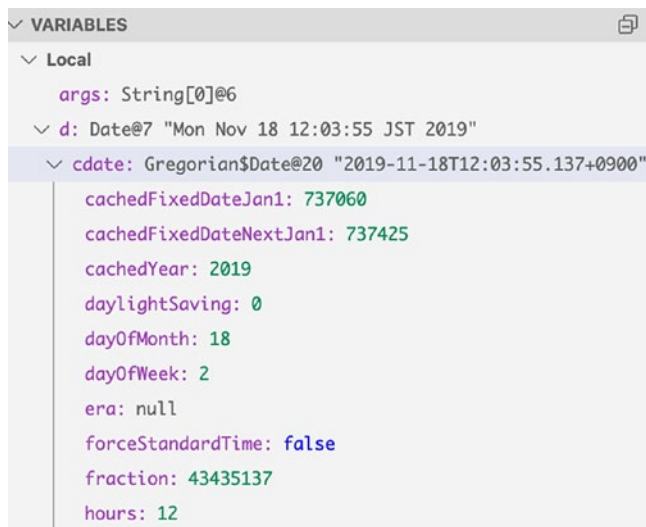 VARIABLES
Local
args: String[0]@6
d: Date@7 "Mon Nov 18 12:03:55 JST 2019"
cdate: Gregorian$Date@20 "2019-11-18T12:03:55.137+0900"
cachedFixedDateJan1: 737060
cachedFixedDateNextJan1: 737425
cachedYear: 2019
daylightSaving: 0
dayOfMonth: 18
dayOfWeek: 2
era: null
forceStandardTime: false
fraction: 43435137
hours: 12